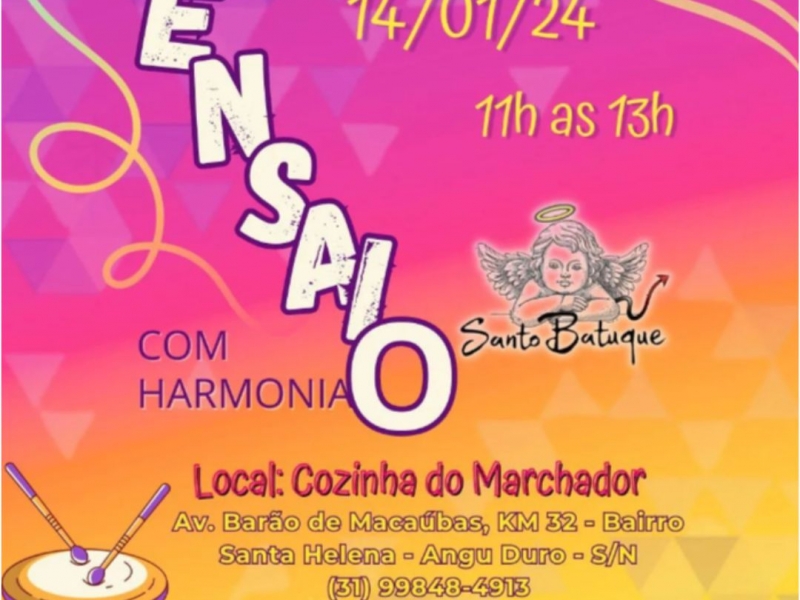 ENSAIO
14/01/24
11h as 13h
Santo Batuque
COM
HARMONIA
Local: Cozinha do Marchador
Av. Barão de Macaúbas, KM 32 - Bairro
Santa Helena - Angu Duro - S/N
(31) 99848-4913